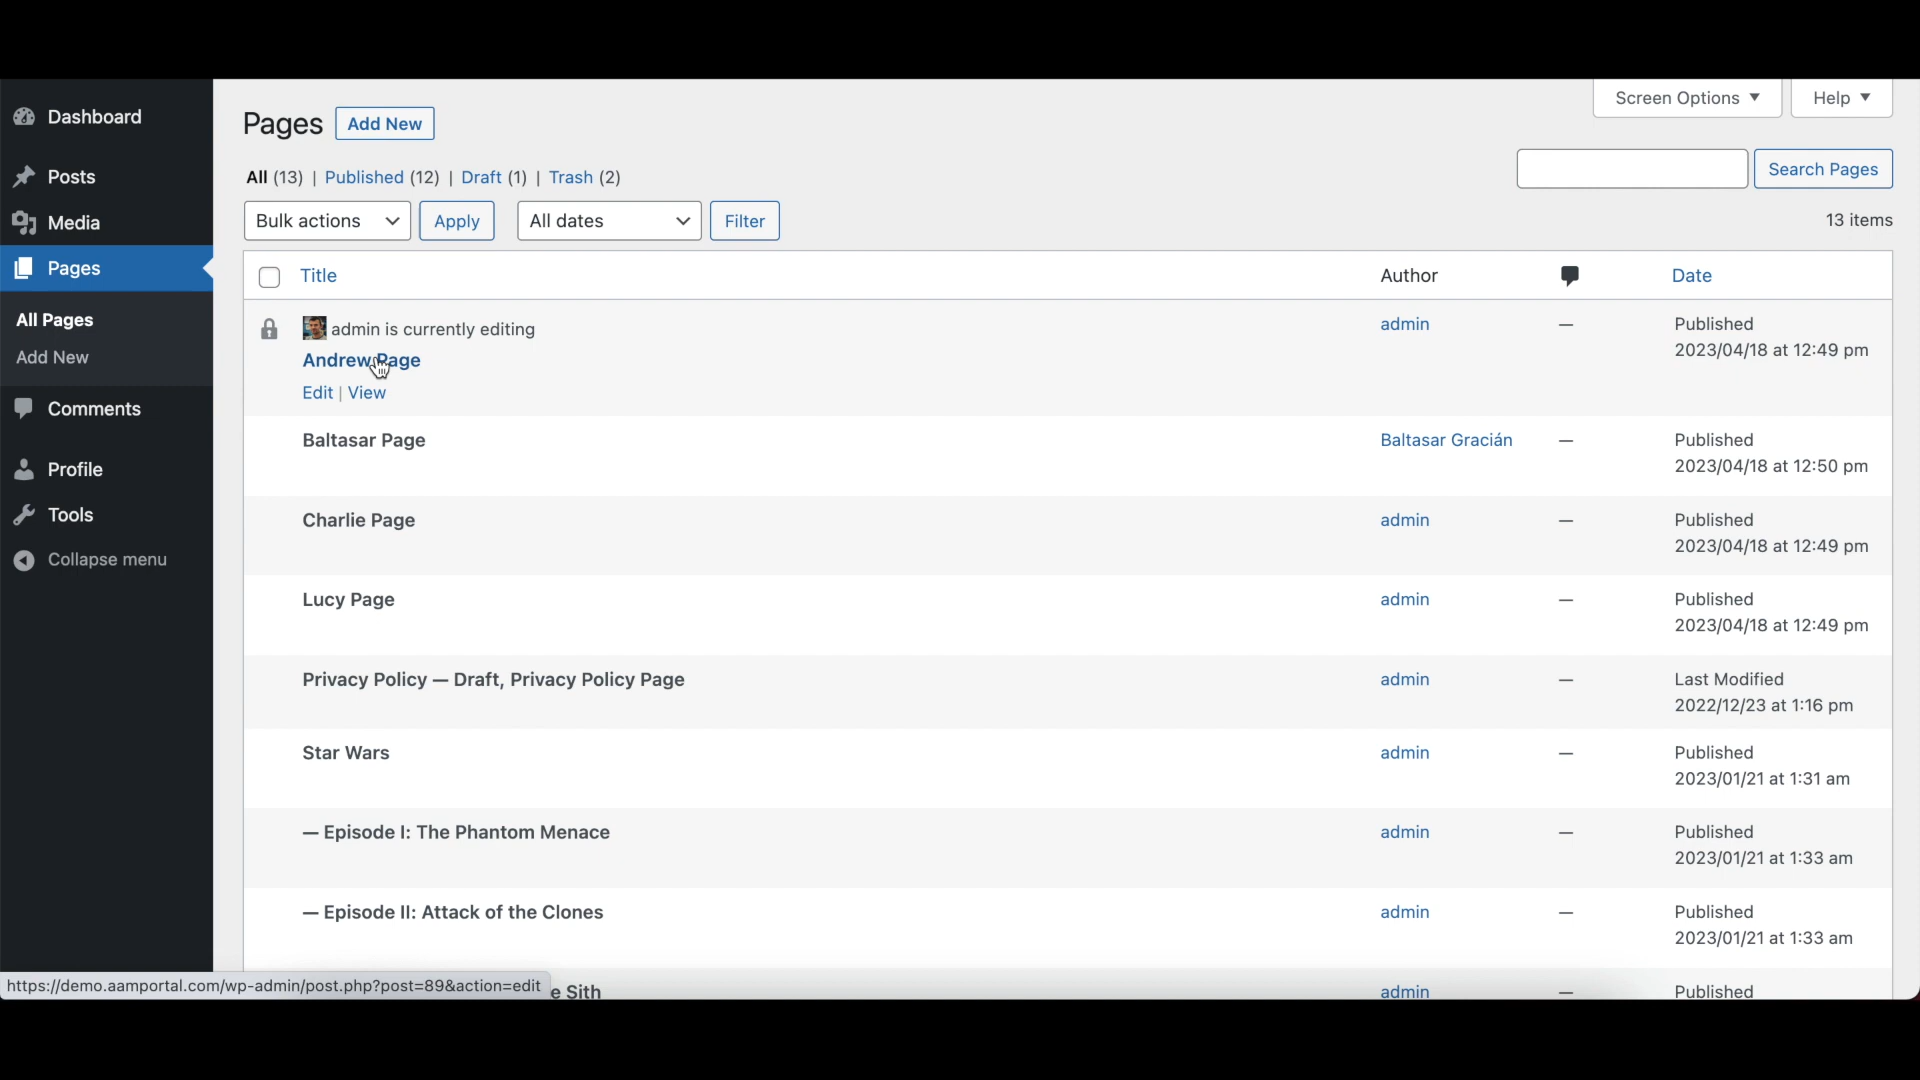 Dashboard
Posts
Media
Pages
All Pages
Add New
Comments
Profile
Tools
Collapse menu
Pages Add New
Screen Options ▼ Help ▼
All (13) | Published (12) | Draft (1) | Trash (2)
Search Pages
Bulk actions Apply All dates Filter
13 items
Title Author Date
admin is currently editing
Andrew Page
Edit | View
admin — Published
2023/04/18 at 12:49 pm
Baltasar Page Baltasar Gracián — Published
2023/04/18 at 12:50 pm
Charlie Page admin — Published
2023/04/18 at 12:49 pm
Lucy Page admin — Published
2023/04/18 at 12:49 pm
Privacy Policy — Draft, Privacy Policy Page admin — Last Modified
2022/12/23 at 1:16 pm
Star Wars admin — Published
2023/01/21 at 1:31 am
— Episode I: The Phantom Menace admin — Published
2023/01/21 at 1:33 am
— Episode II: Attack of the Clones admin — Published
2023/01/21 at 1:33 am
e Sith admin — Published
https://demo.aamportal.com/wp-admin/post.php?post=89&action=edit